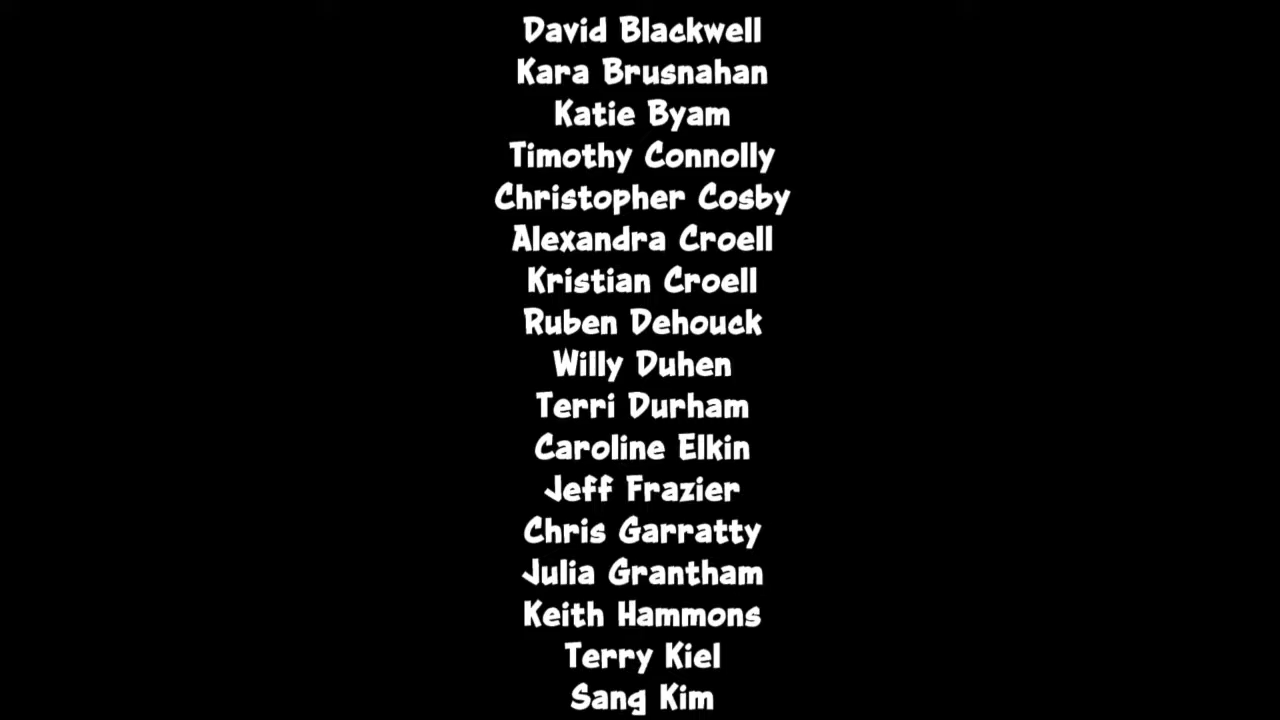 David Blackwell
Kara Brusnahan
Katie Byam
Timothy Connolly
Christopher Cosby
Alexandra Croell
Kristian Croell
Ruben Dehouck
Willy Duhen
Terri Durham
Caroline Elkin
Jeff Frazier
Chris Garratty
Julia Grantham
Keith Hammons
Terry Kiel
Sang Kim